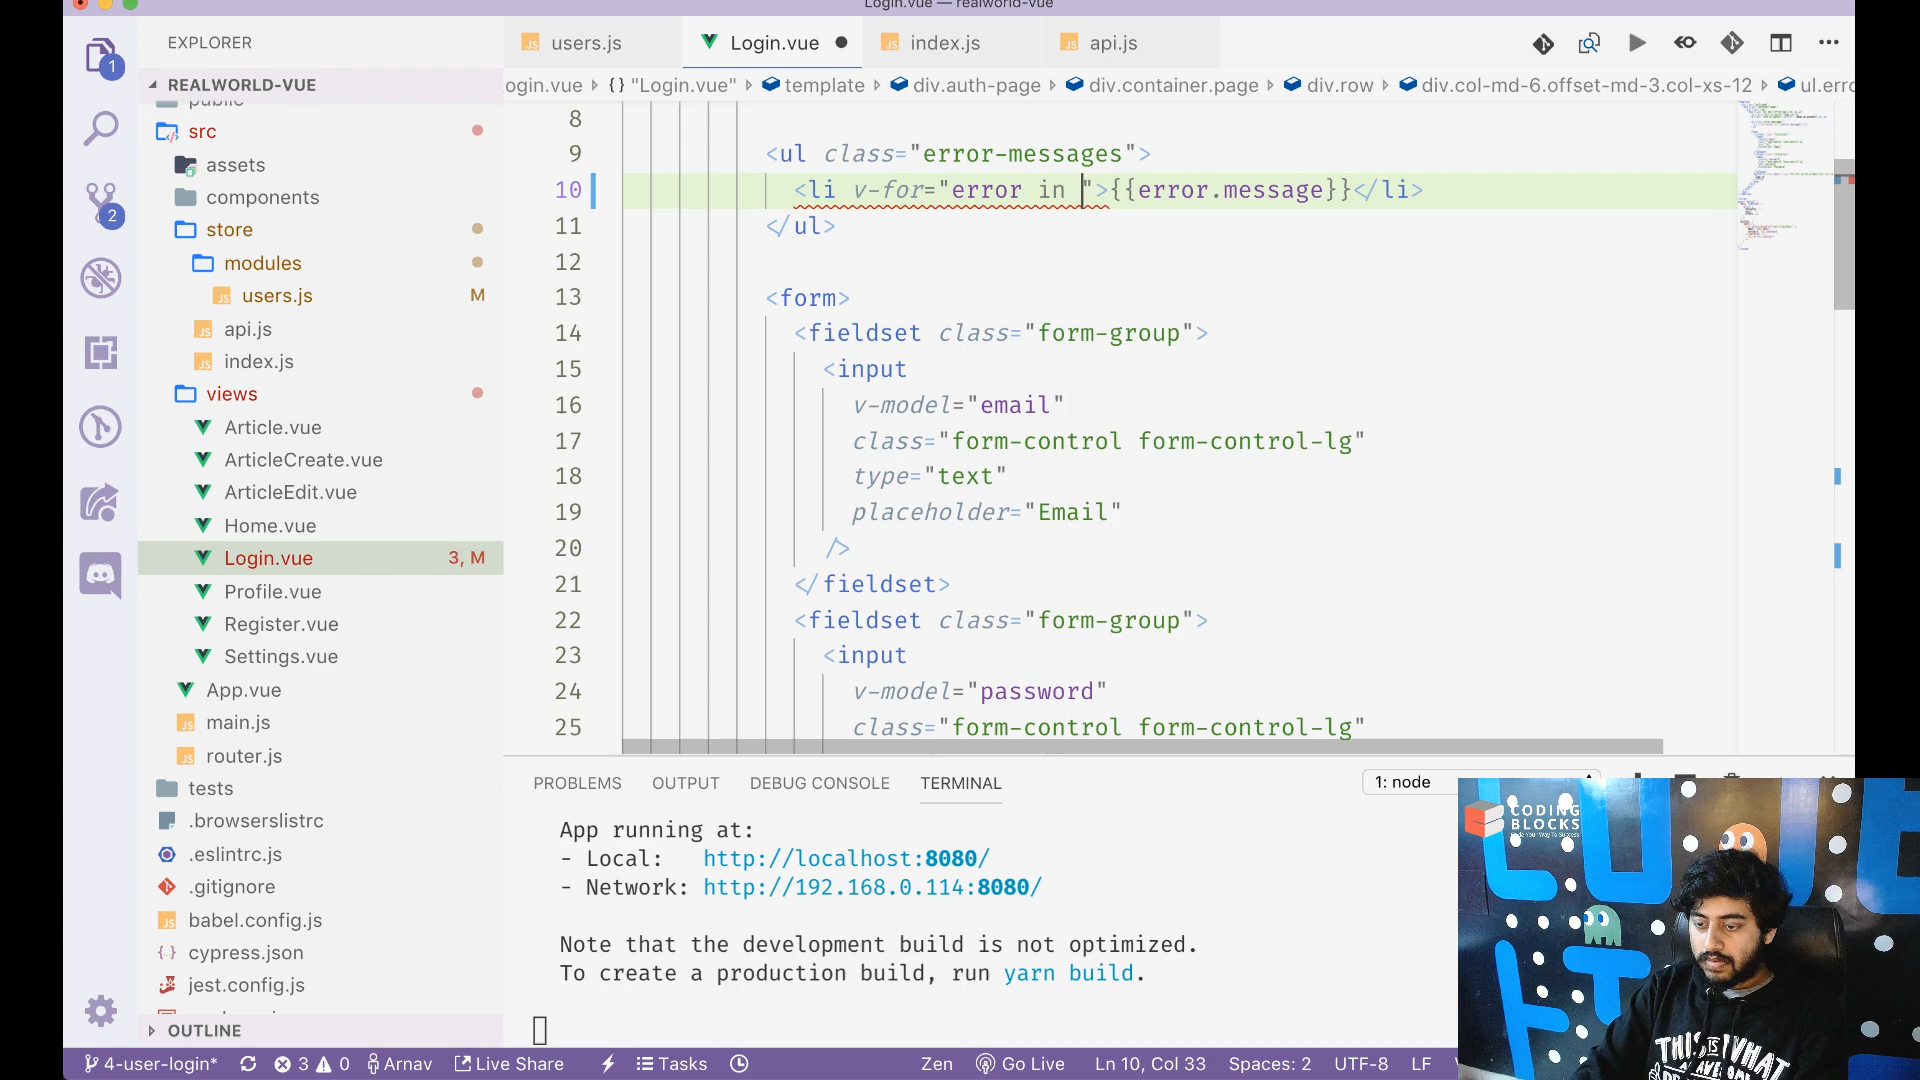 Login.vue — realworld-vue
EXPLORER
users.js
Login.vue
index.js
api.js
REALWORLD-VUE
ogin.vue
{} "Login.vue"
template
div.auth-page
div.container.page
div.row
div.col-md-6.offset-md-3.col-xs-12
ul.erro
public
src
assets
components
store
modules
users.js M
api.js
index.js
views
Article.vue
ArticleCreate.vue
ArticleEdit.vue
Home.vue
Login.vue 3, M
Profile.vue
Register.vue
Settings.vue
App.vue
main.js
router.js
tests
.browserslistrc
.eslintrc.js
.gitignore
babel.config.js
cypress.json
jest.config.js
OUTLINE
1
2
8
9 <ul class="error-messages">
10 <li v-for="error in ">{{error.message}}</li>
11 </ul>
12
13 <form>
14 <fieldset class="form-group">
15 <input
16 v-model="email"
17 class="form-control form-control-lg"
18 type="text"
19 placeholder="Email"
20 />
21 </fieldset>
22 <fieldset class="form-group">
23 <input
24 v-model="password"
25 class="form-control form-control-lg"
PROBLEMS OUTPUT DEBUG CONSOLE TERMINAL
1: node
App running at:
- Local: http://localhost:8080/
- Network: http://192.168.0.114:8080/
Note that the development build is not optimized.
To create a production build, run yarn build.
CODING
BLOCKS
Code Your Way To Success
THIS IS WHAT
4-user-login* 3 0 Arnav Live Share Tasks Zen Go Live Ln 10, Col 33 Spaces: 2 UTF-8 LF